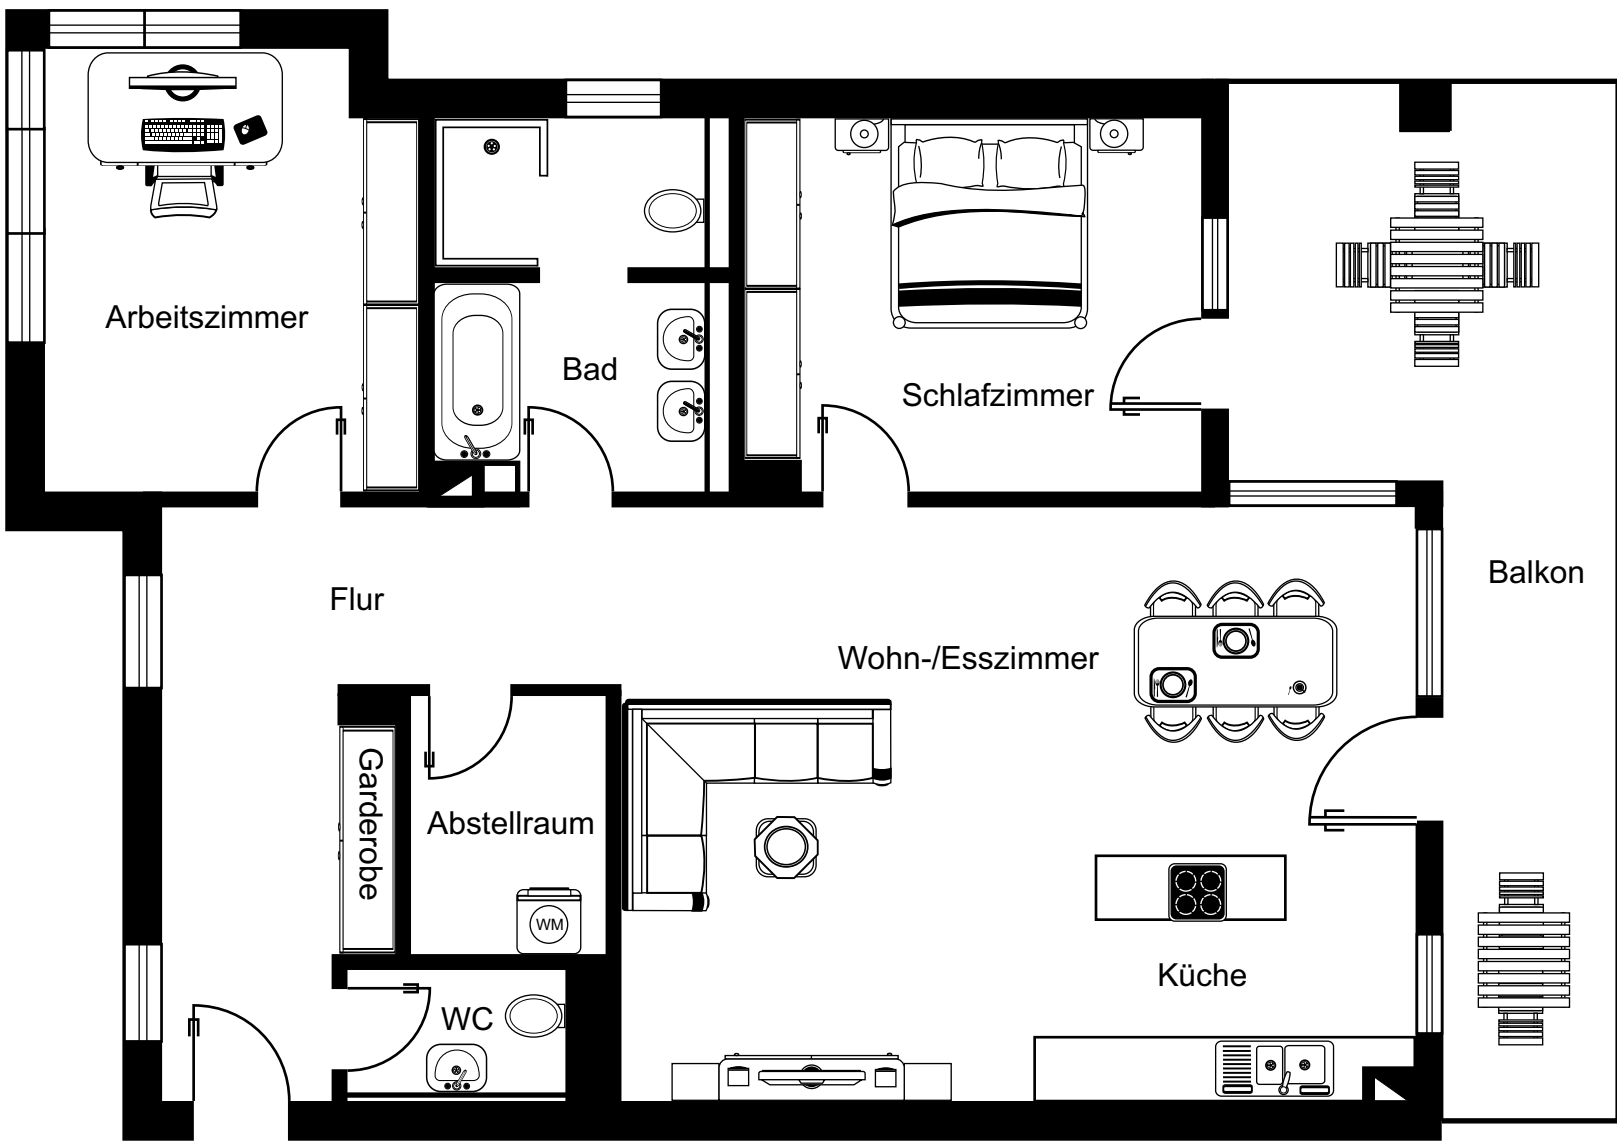 Arbeitszimmer
Bad
Schlafzimmer
Balkon
Flur
Wohn-/Esszimmer
Garderobe
Abstellraum
WM
Küche
WC